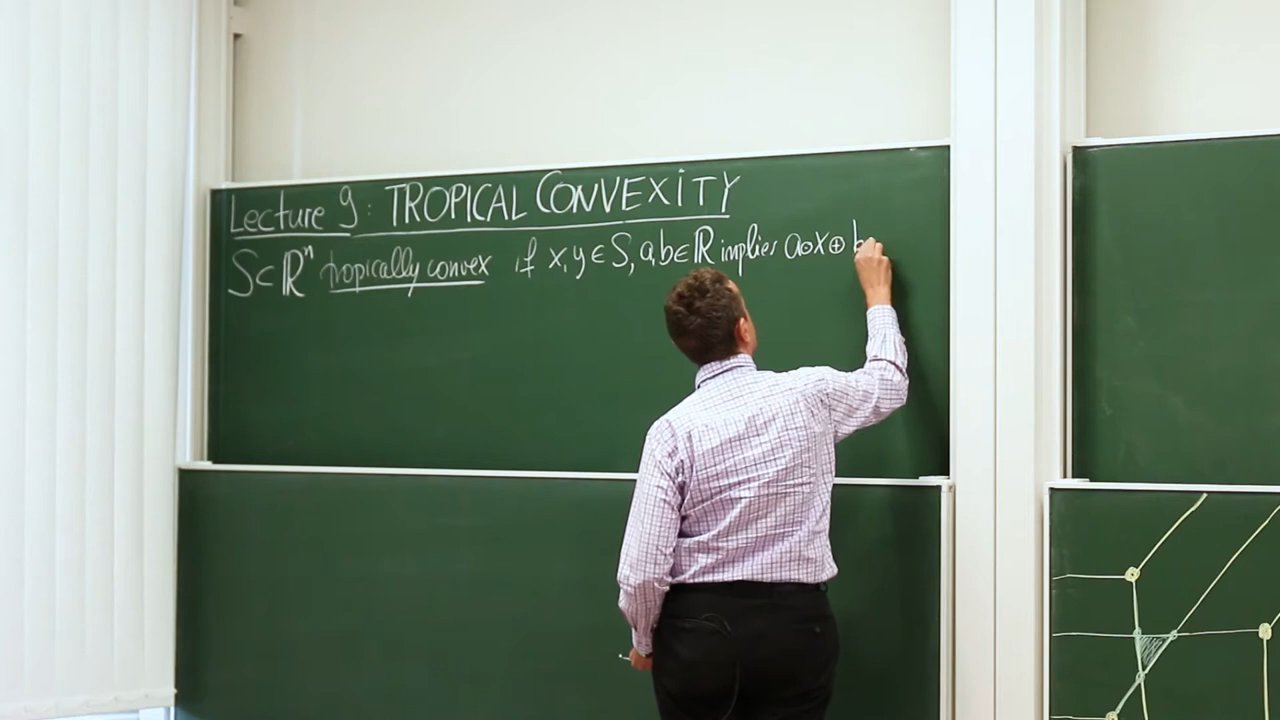 Lecture 9: TROPICAL CONVEXITY
S⊂ℝⁿ tropically convex if x,y∈S, a,b∈ℝ implies a⊙x⊕b